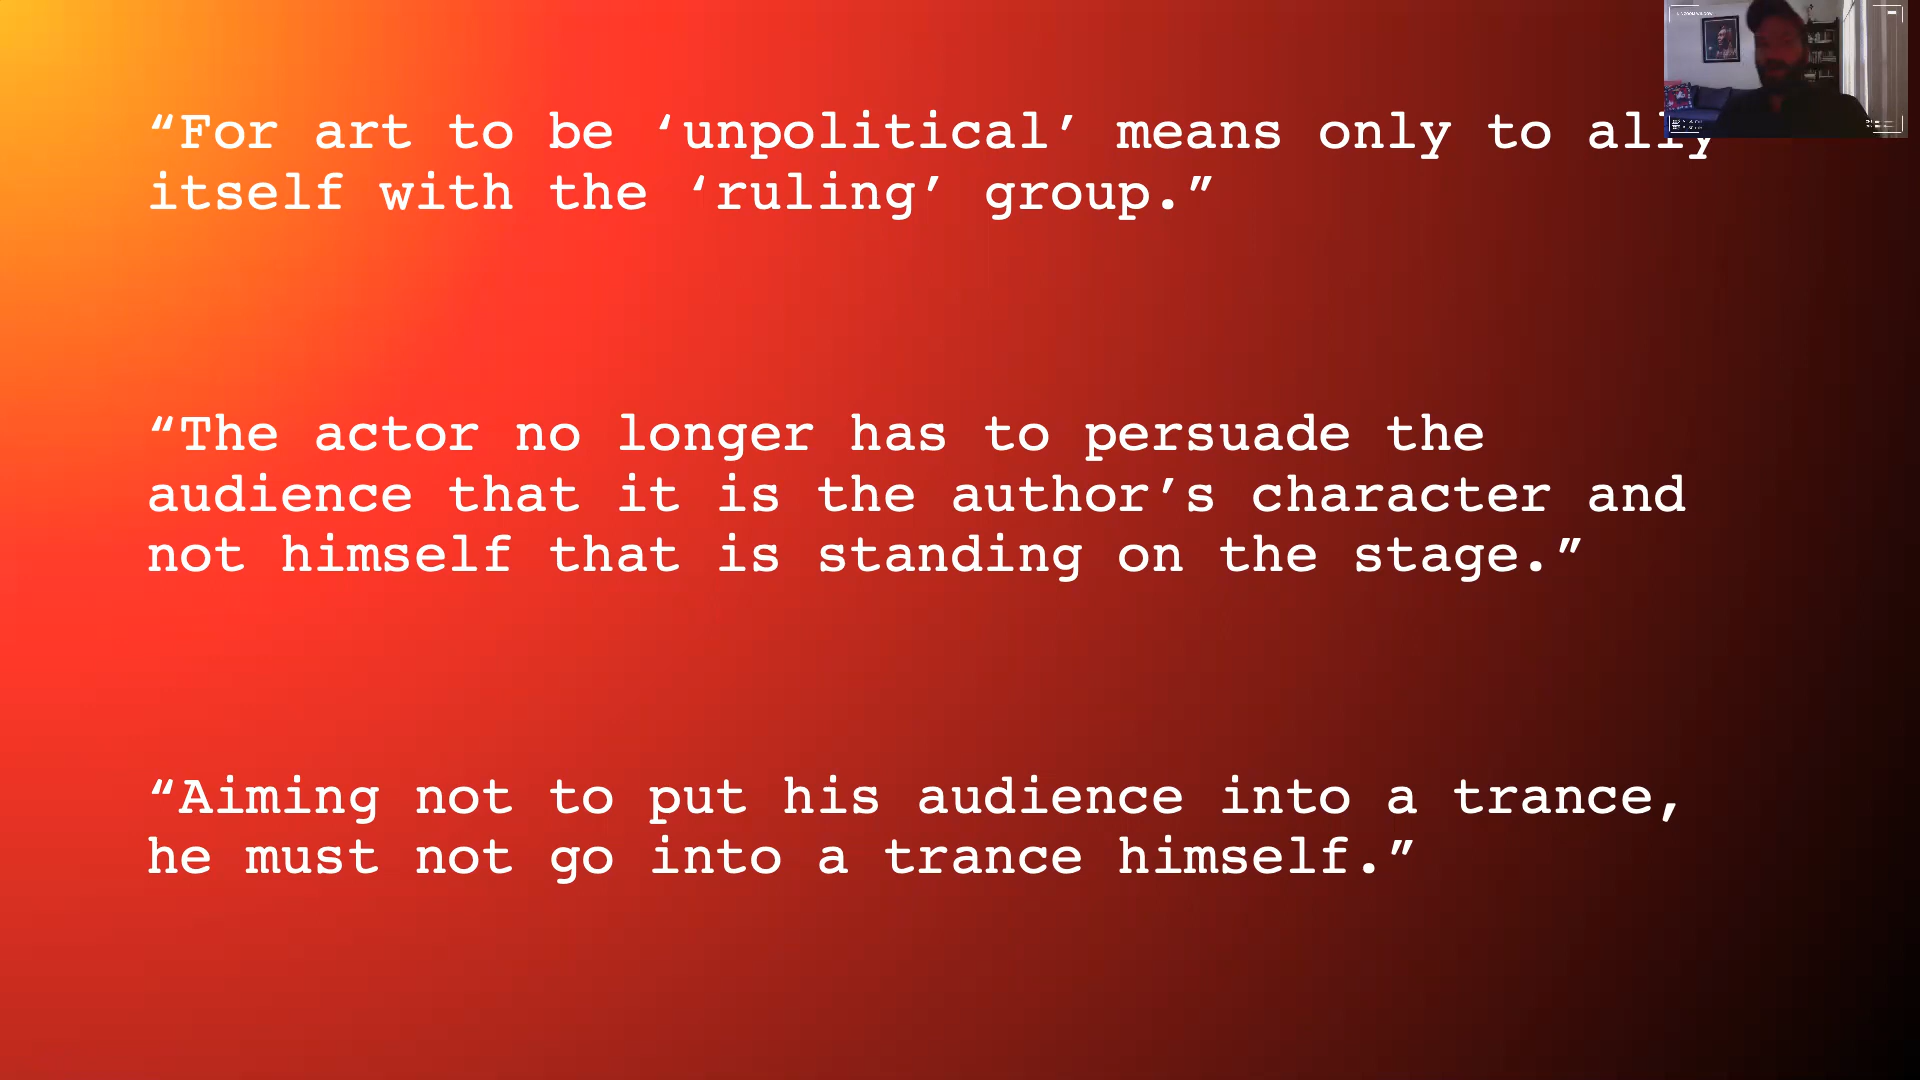 “For art to be ‘unpolitical’ means only to ally
itself with the ‘ruling’ group.”
“The actor no longer has to persuade the
audience that it is the author’s character and
not himself that is standing on the stage.”
“Aiming not to put his audience into a trance,
he must not go into a trance himself.”